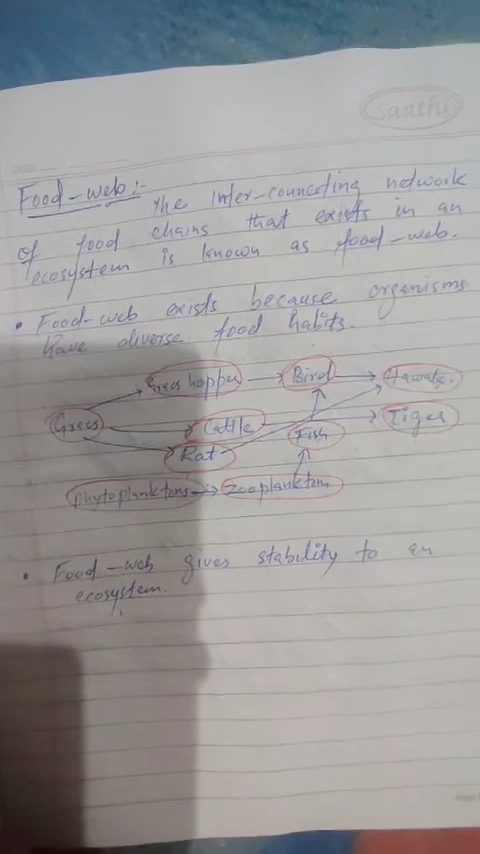 saathi
Date
Food-web:- The inter-connecting network
of food chains that exists in an
ecosystem is known as food-web.
• Food-web exists because organisms
have diverse food habits.
Grass hopper Bird Hawk
Grass Cattle Tiger
Rat Fish
Phytoplanktons Zooplanktons
• Food-web gives stability to an
ecosystem.